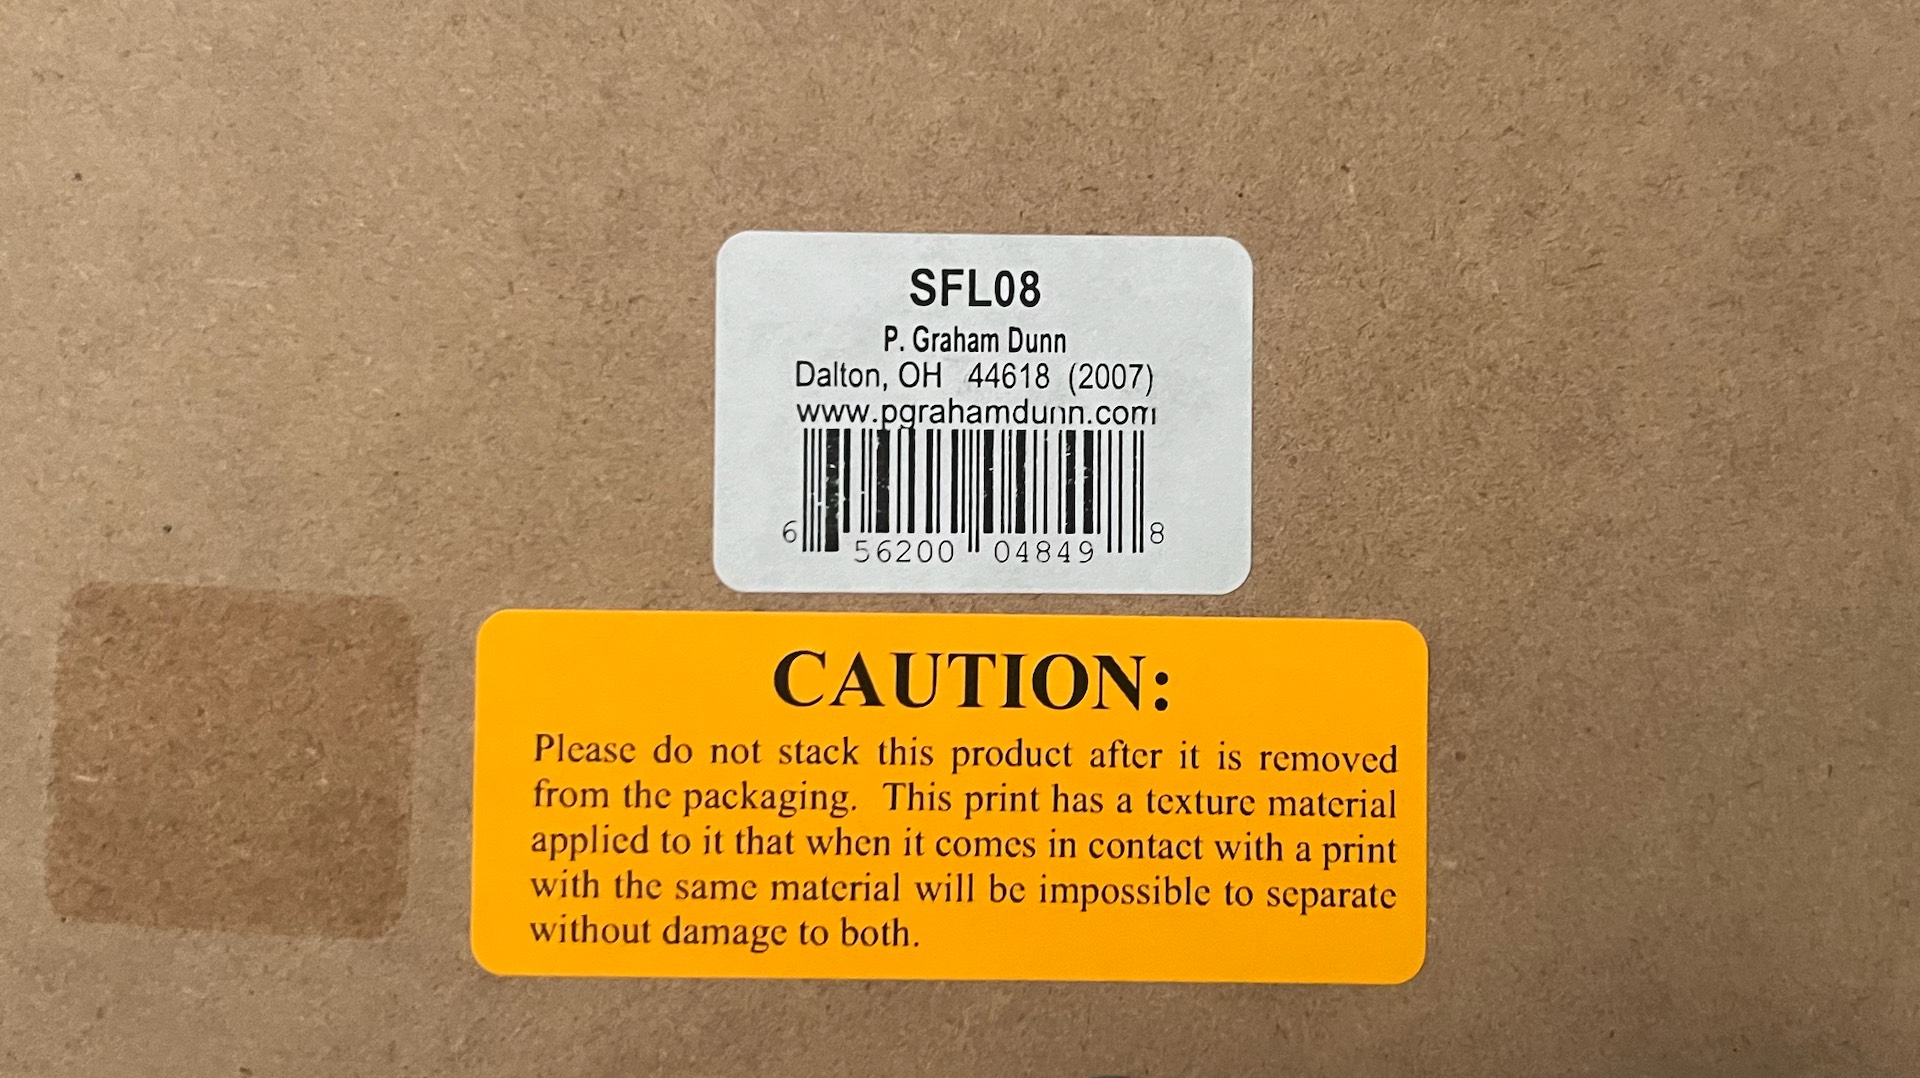 SFL08
P. Graham Dunn
Dalton, OH 44618 (2007)
www.pgrahamdunn.com
6 56200 04849 8
CAUTION:
Please do not stack this product after it is removed
from the packaging. This print has a texture material
applied to it that when it comes in contact with a print
with the same material will be impossible to separate
without damage to both.